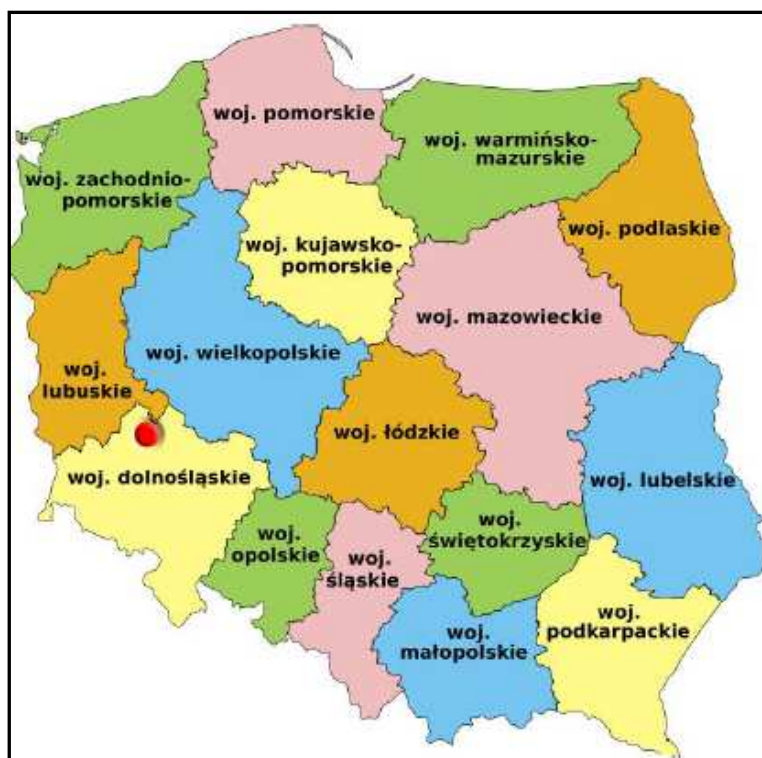 woj. pomorskie
woj. warmińsko-
mazurskie
woj. zachodnio-
pomorskie
woj. podlaskie
woj. kujawsko-
pomorskie
woj. mazowieckie
woj. wielkopolskie
woj.
lubuskie
woj. łódzkie
woj. dolnośląskie
woj. lubelskie
woj.
opolskie
woj.
śląskie
woj.
świętokrzyskie
woj.
małopolskie
woj.
podkarpackie